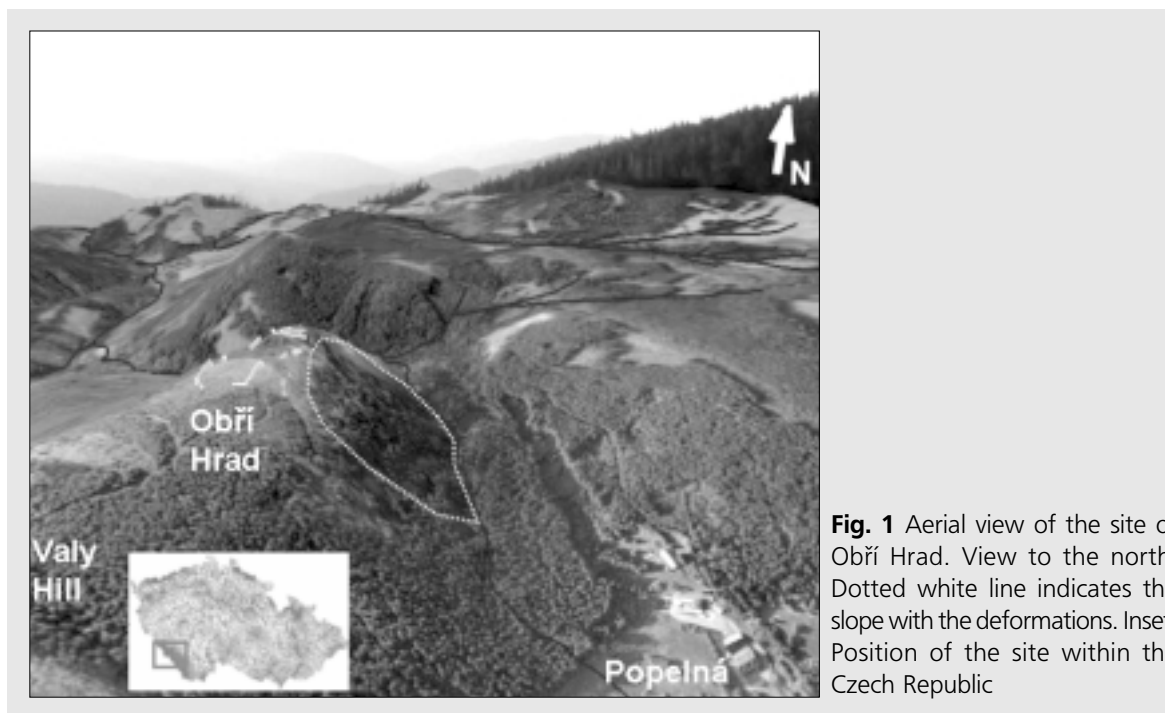 N
Obří
Hrad
Valy
Hill
Popelná
Fig. 1 Aerial view of the site o
Obří Hrad. View to the north
Dotted white line indicates th
slope with the deformations. Inset
Position of the site within th
Czech Republic